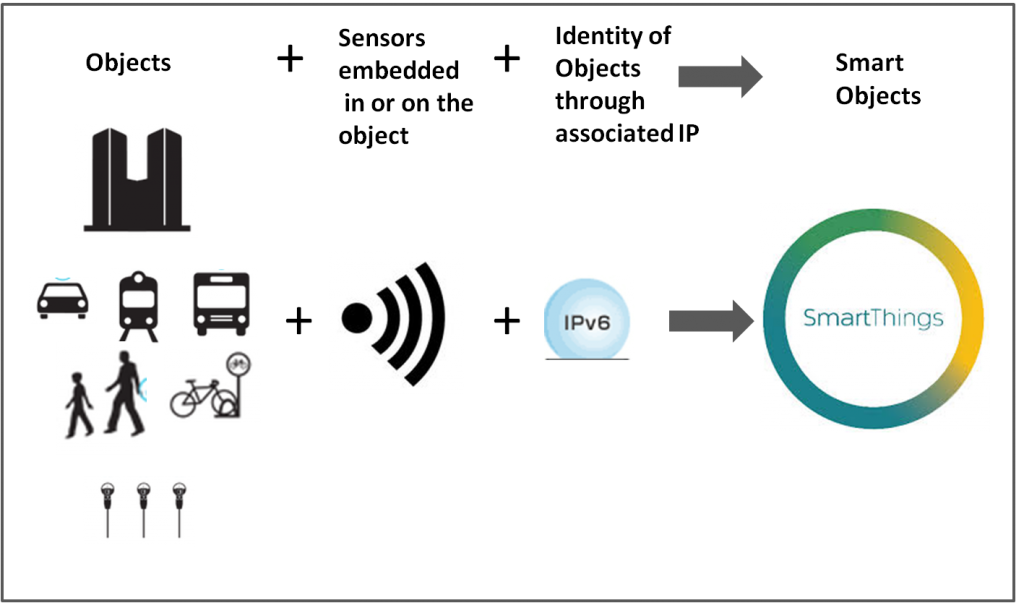 Objects
+
Sensors
embedded
in or on the
object
+
Identity of
Objects
through
associated IP
Smart
Objects
+
+
IPv6
SmartThings